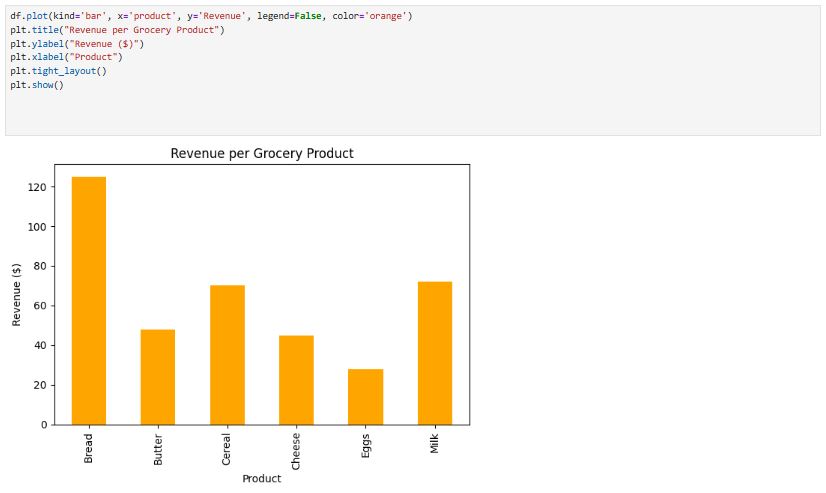 df.plot(kind='bar', x='product', y='Revenue', legend=False, color='orange')
plt.title("Revenue per Grocery Product")
plt.ylabel("Revenue ($)")
plt.xlabel("Product")
plt.tight_layout()
plt.show()
Revenue per Grocery Product
120
100
80
60
40
20
0
Revenue ($)
Bread
Butter
Cereal
Cheese
Eggs
Milk
Product